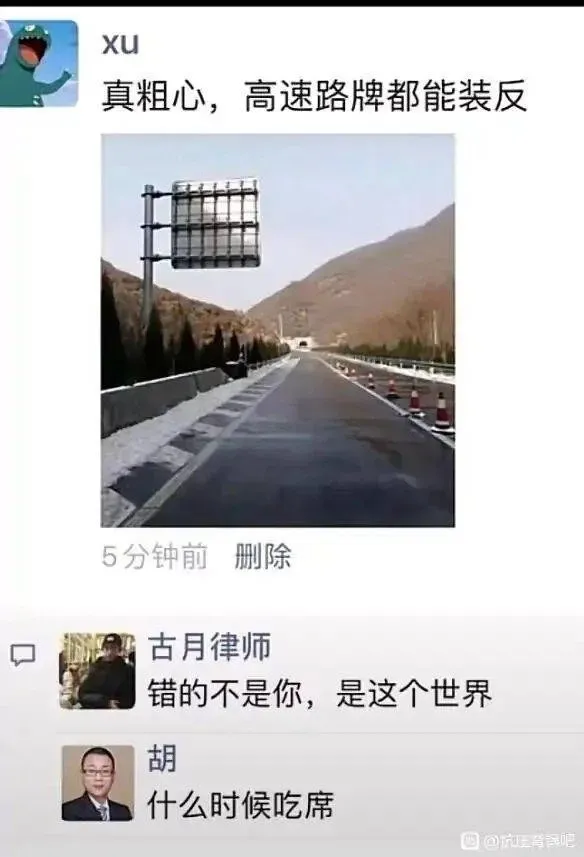 xu
真粗心，高速路牌都能装反
5分钟前 删除
古月律师
错的不是你，是这个世界
胡
什么时候吃席
@抗压背锅吧